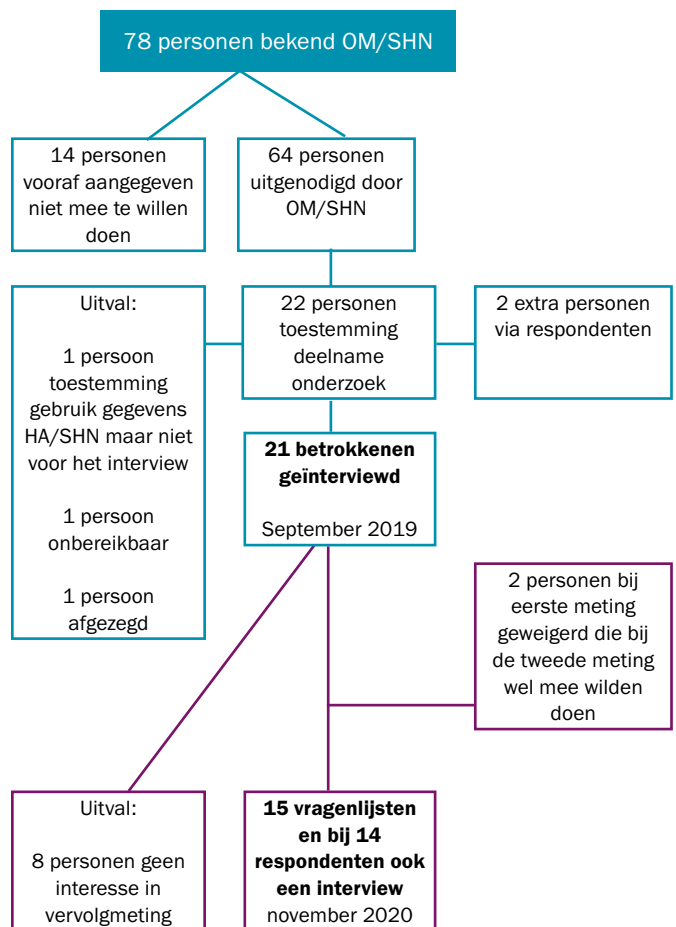 78 personen bekend OM/SHN
14 personen
vooraf aangegeven
niet mee te willen
doen
64 personen
uitgenodigd door
OM/SHN
Uitval:
1 persoon
toestemming
gebruik gegevens
HA/SHN maar niet
voor het interview
1 persoon
onbereikbaar
1 persoon
afgezegd
22 personen
toestemming
deelname
onderzoek
2 extra personen
via respondenten
21 betrokkenen
geïnterviewd
September 2019
2 personen bij
eerste meting
geweigerd die bij
de tweede meting
wel mee wilden
doen
Uitval:
8 personen geen
interesse in
vervolgmeting
15 vragenlijsten
en bij 14
respondenten ook
een interview
november 2020